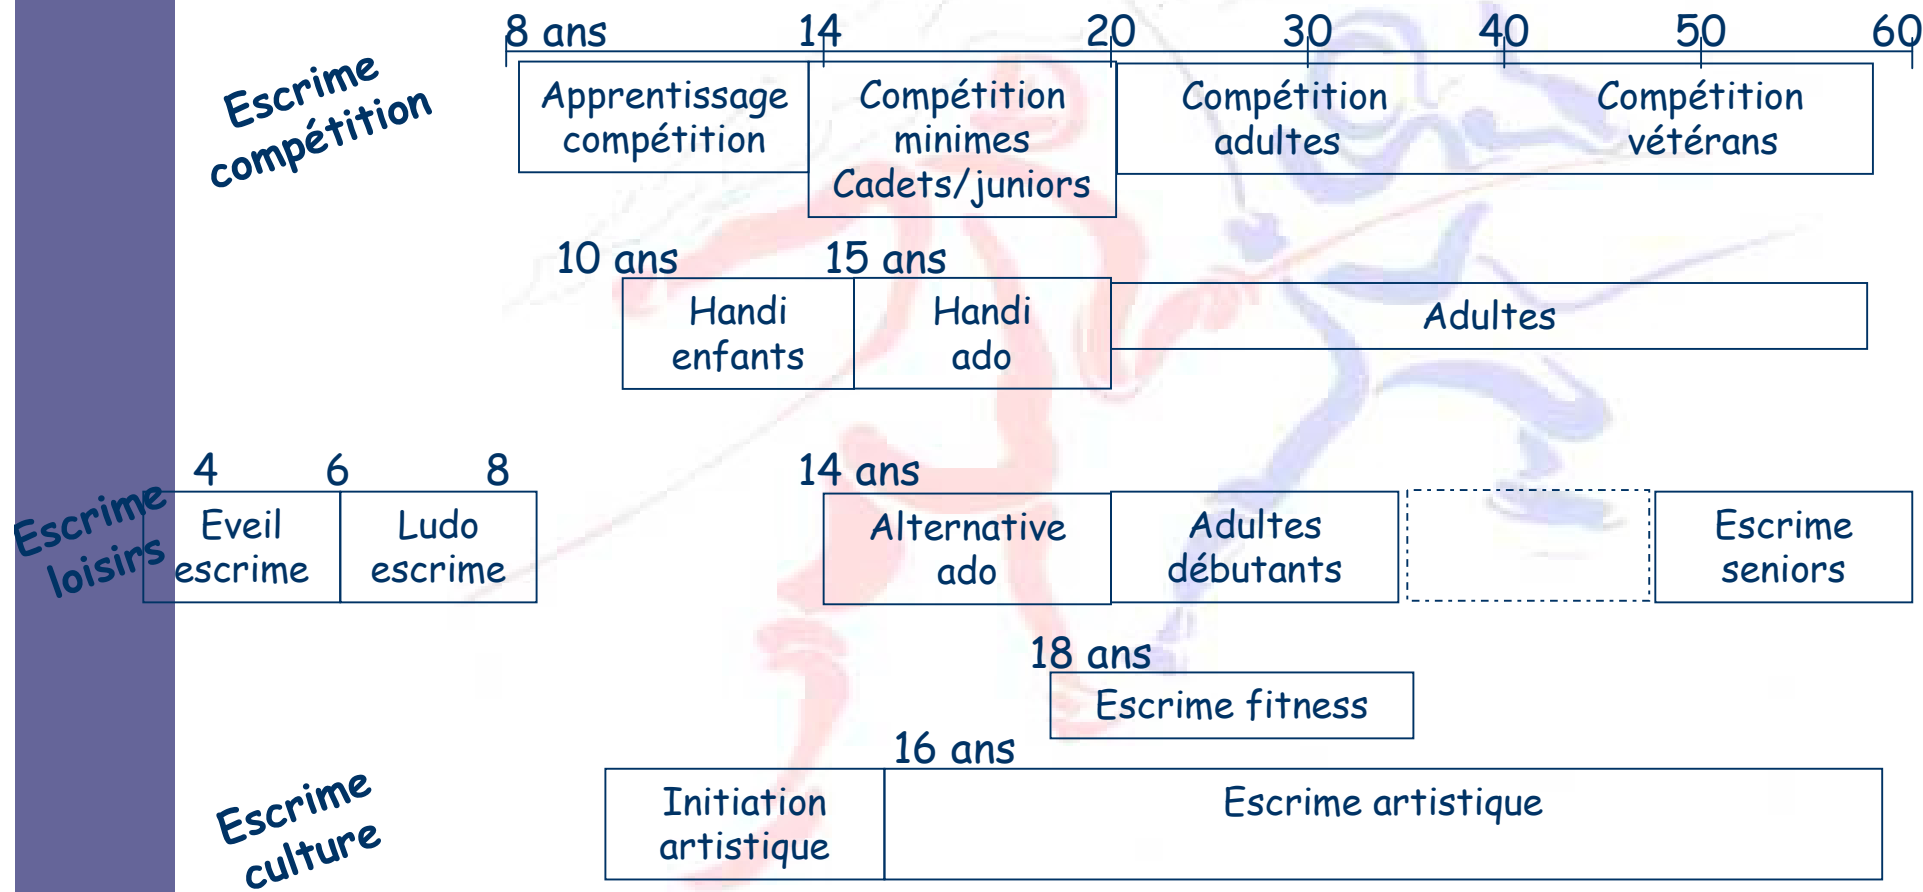 8 ans 14 20 30 40 50 60
Escrime
compétition
Apprentissage
compétition
Compétition
minimes
Cadets/juniors
Compétition
adultes
Compétition
vétérans
10 ans 15 ans
Handi
enfants
Handi
ado
Adultes
4 6 8 14 ans
Escrime
loisirs
Eveil
escrime
Ludo
escrime
Alternative
ado
Adultes
débutants
Escrime
seniors
18 ans
Escrime fitness
16 ans
Escrime
culture
Initiation
artistique
Escrime artistique